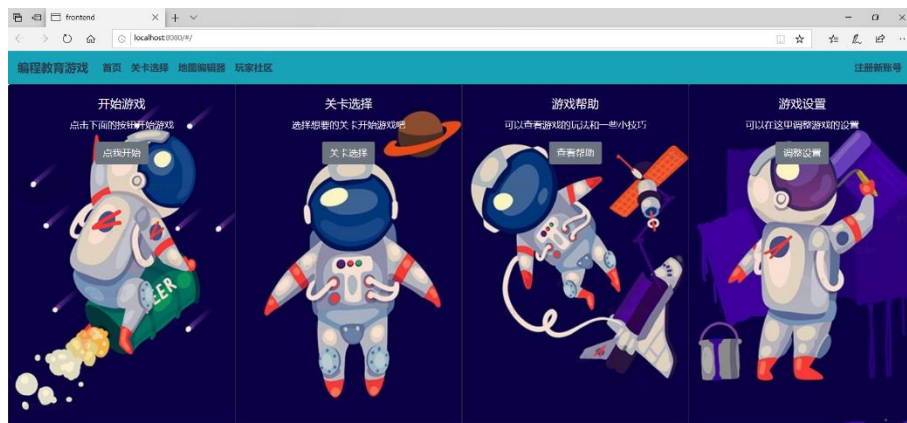 frontend
localhost:8080/#/
编程教育游戏 首页 关卡选择 地图编辑器 玩家社区 注册新账号
开始游戏
点击下面的按钮开始游戏
点我开始
关卡选择
选择想要的关卡开始游戏吧
关卡选择
游戏帮助
可以查看游戏的玩法和一些小技巧
查看帮助
游戏设置
可以在这里调整游戏的设置
调整设置
EER